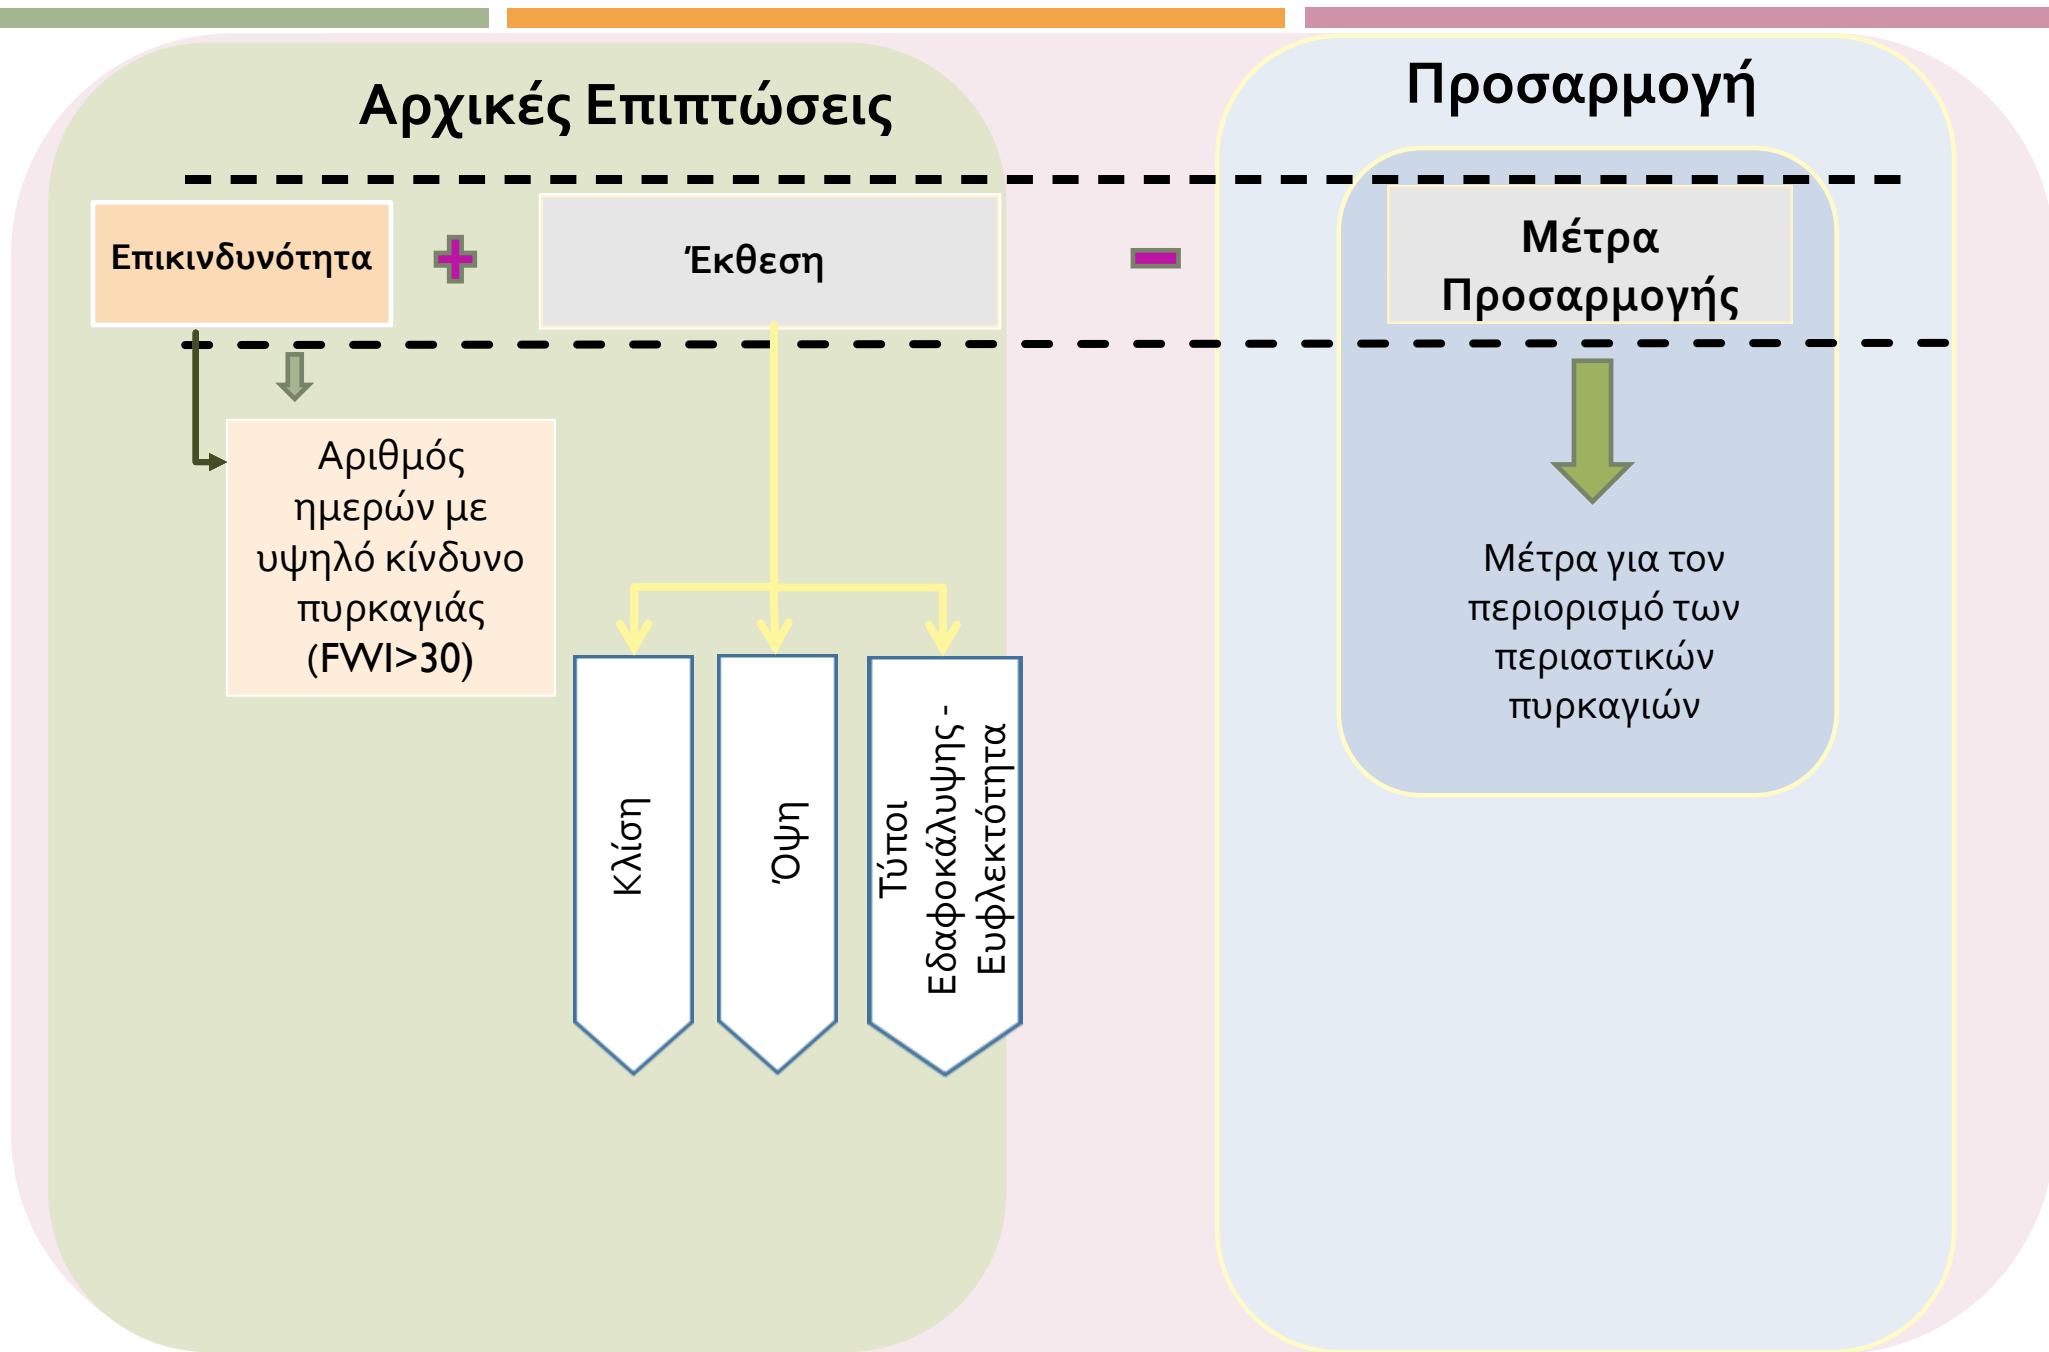 Αρχικές Επιπτώσεις
Προσαρμογή
Επικινδυνότητα
Έκθεση
Μέτρα
Προσαρμογής
Αριθμός
ημερών με
υψηλό κίνδυνο
πυρκαγιάς
(FWI>30)
Κλίση
Όψη
Τύποι
Εδαφοκάλυψης -
Ευφλεκτότητα
Μέτρα για τον
περιορισμό των
περιαστικών
πυρκαγιών